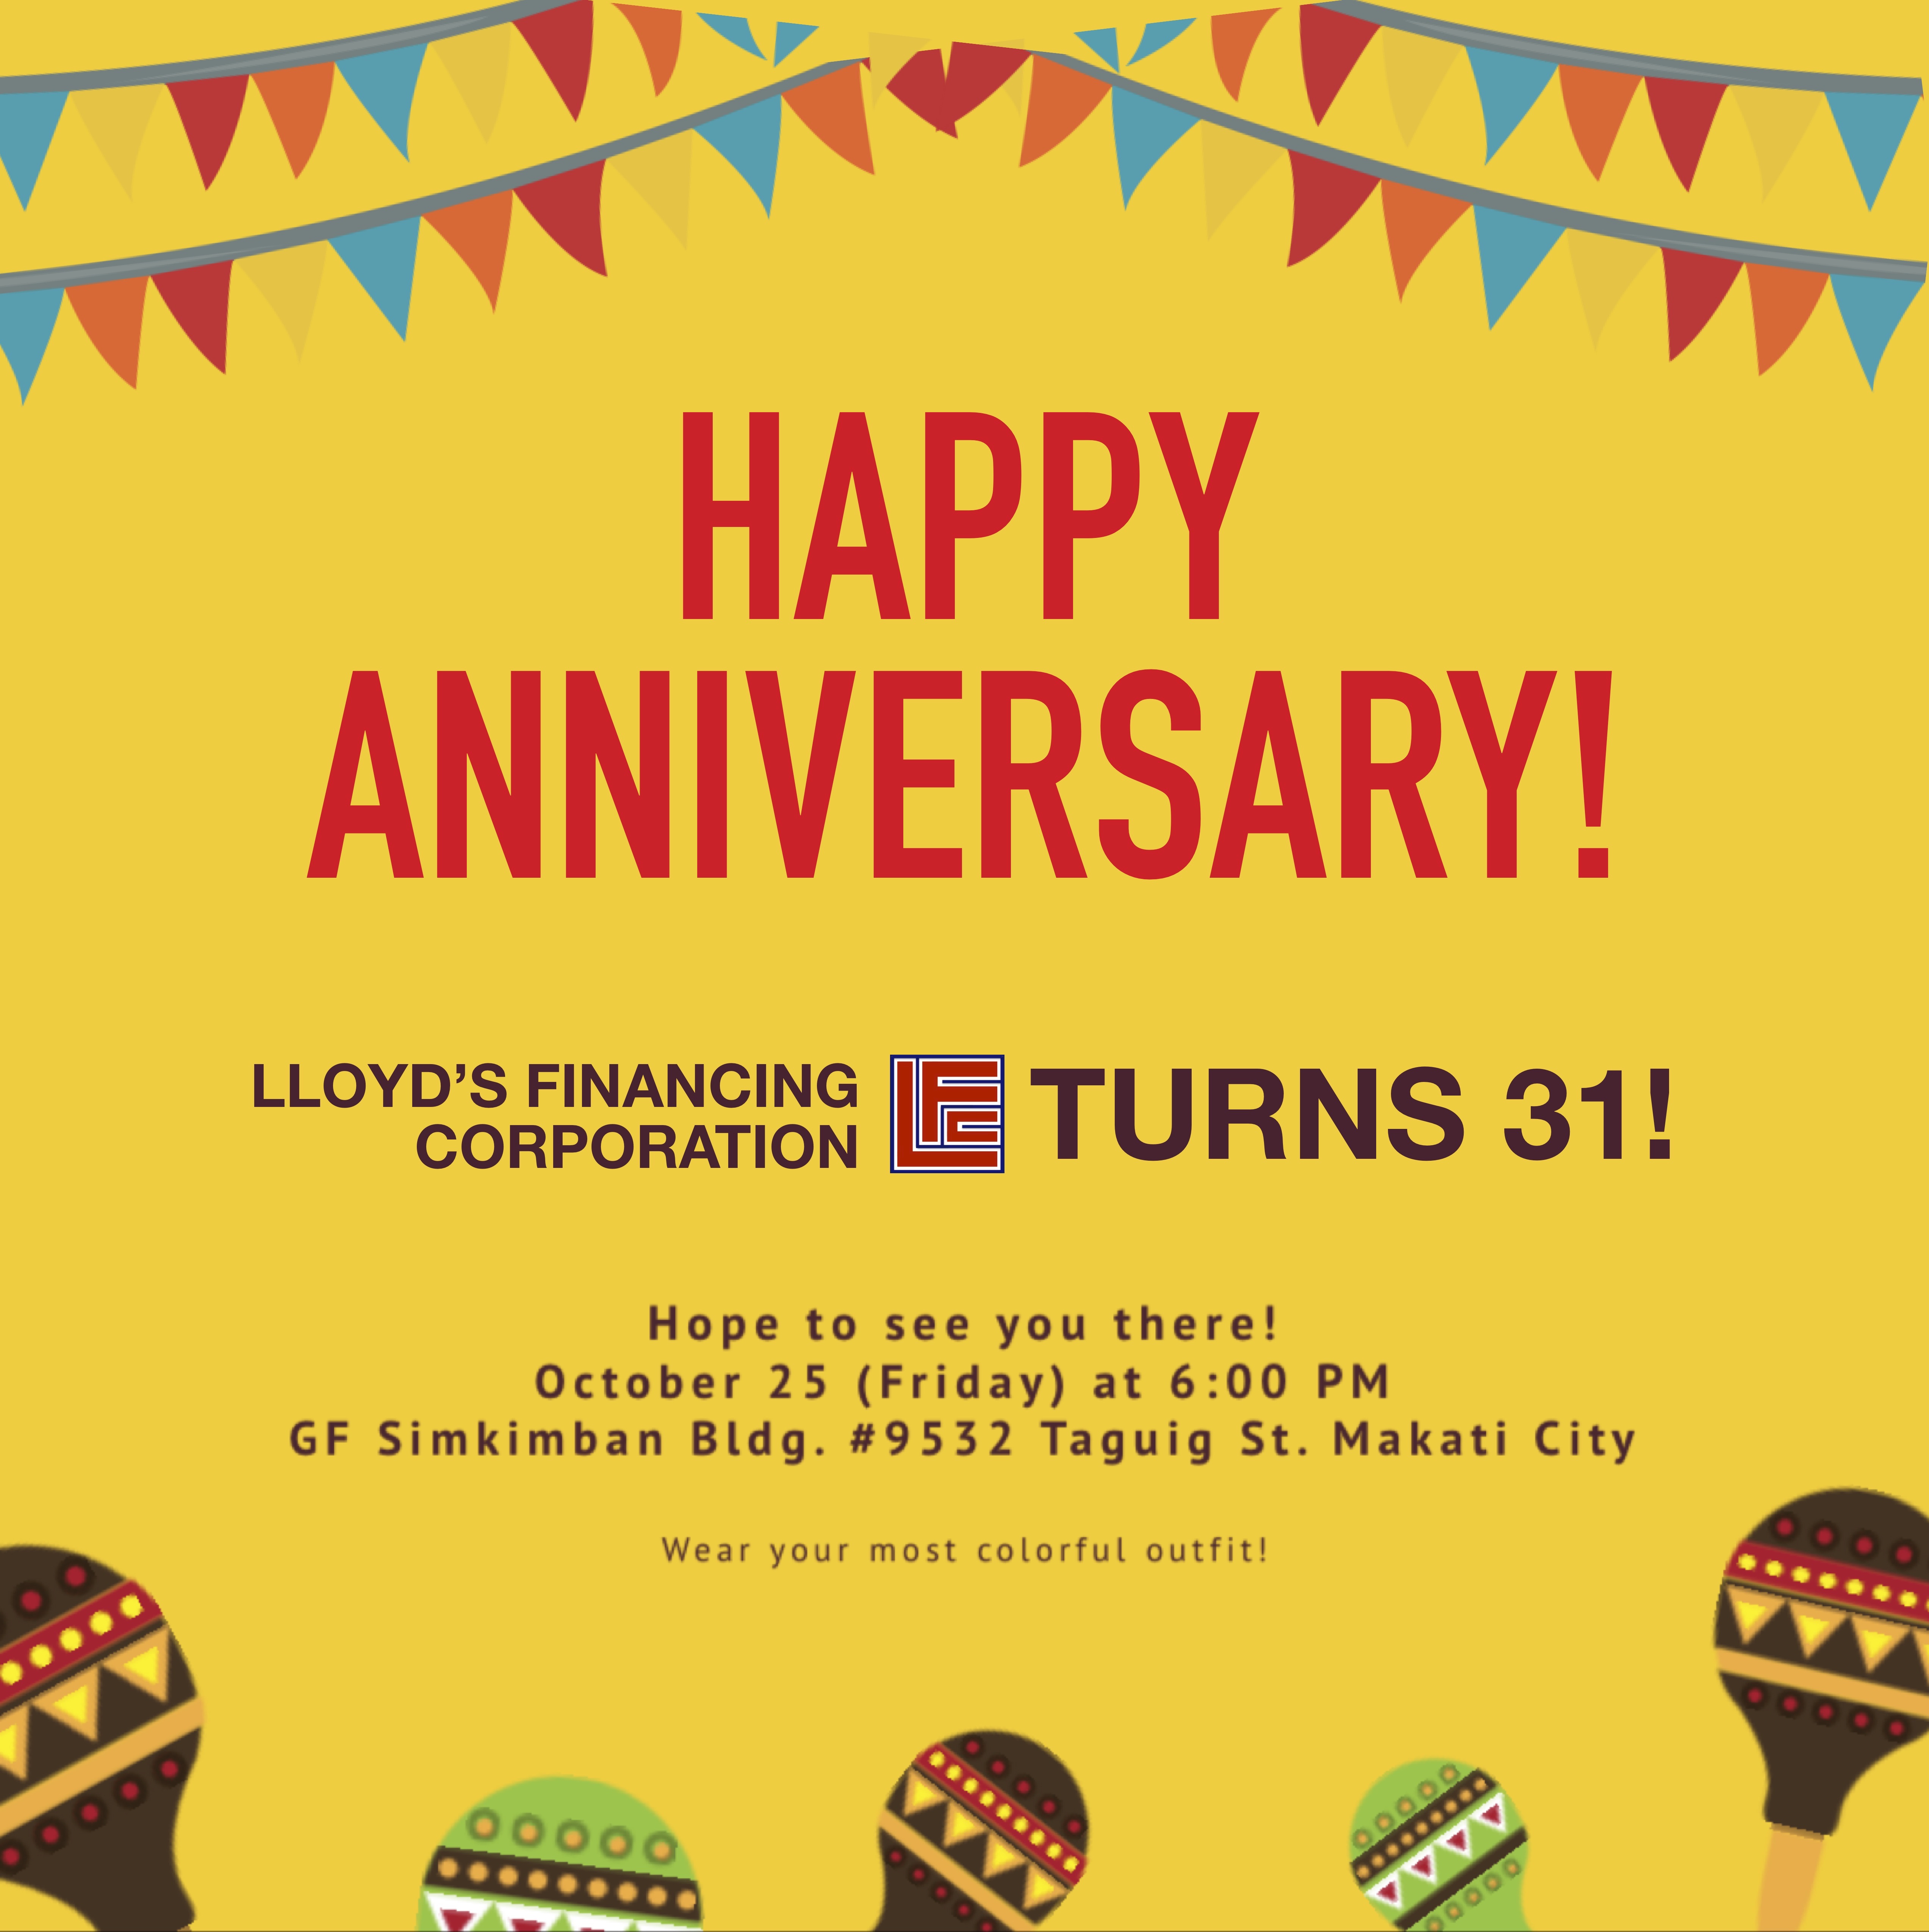 HAPPY
ANNIVERSARY!
LLOYD'S FINANCING
CORPORATION
TURNS 31!
Hope to see you there!
October 25 (Friday) at 6:00 PM
GF Simkimban Bldg. #9532 Taguig St. Makati City
Wear your most colorful outfit!